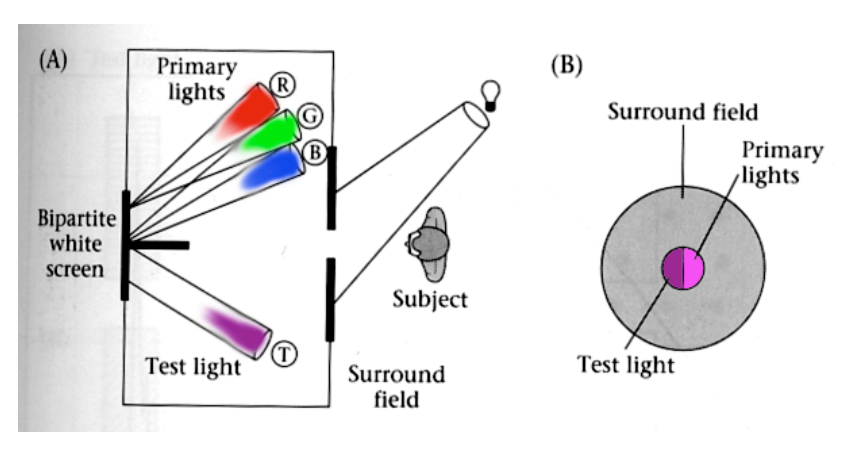 (A)
Primary
lights
R
G
B
Bipartite
white
screen
Subject
Test light
T
Surround
field
(B)
Surround field
Primary
lights
Test light